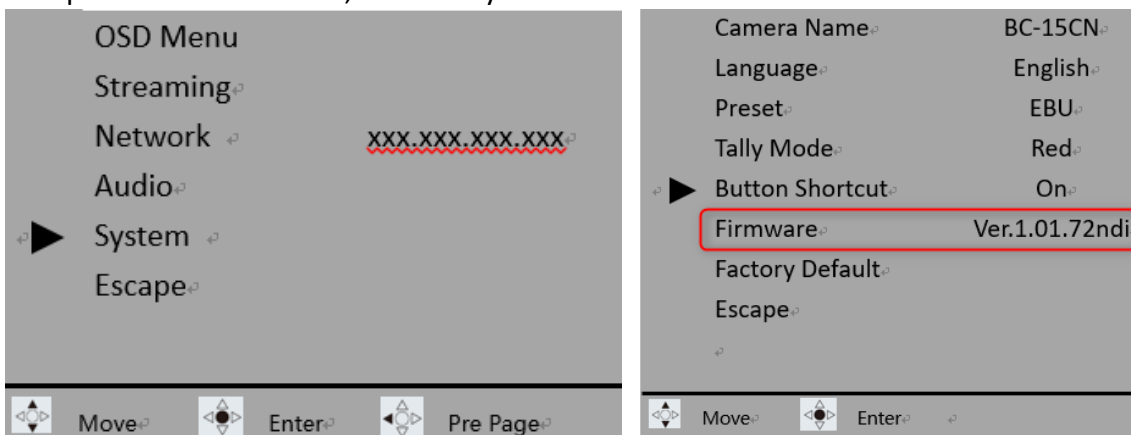 OSD Menu
Streaming
Network xxx.xxx.xxx.xxx
Audio
System
Escape
Move Enter Pre Page
Camera Name BC-15CN
Language English
Preset EBU
Tally Mode Red
Button Shortcut On
Firmware Ver.1.01.72ndi
Factory Default
Escape
Move Enter